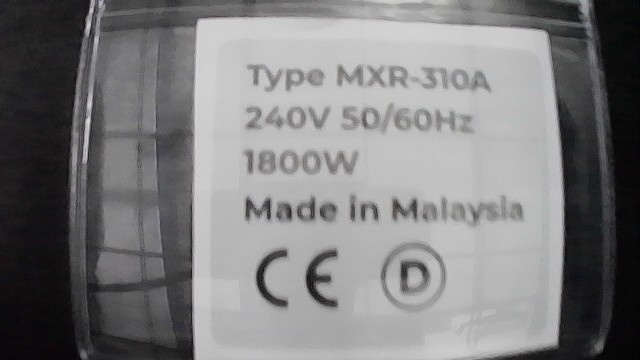 Type MXR-310A
240V 50/60Hz
1800W
Made in Malaysia
CE D